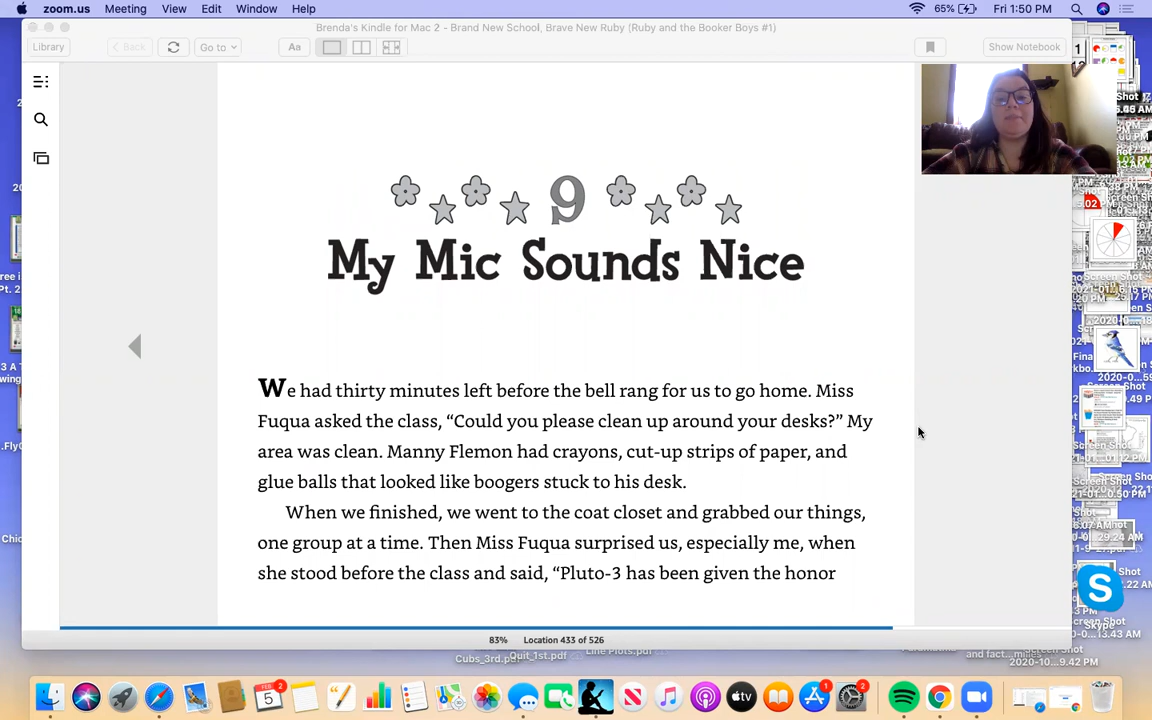 zoom.us Meeting View Edit Window Help 65% Fri 1:50 PM
Brenda's Kindle for Mac 2 - Brand New School, Brave New Ruby (Ruby and the Booker Boys #1)
Library Back Go to Aa Show Notebook
9
My Mic Sounds Nice
We had thirty minutes left before the bell rang for us to go home. Miss
Fuqua asked the class, “Could you please clean up around your desks?” My
area was clean. Manny Flemon had crayons, cut-up strips of paper, and
glue balls that looked like boogers stuck to his desk.
When we finished, we went to the coat closet and grabbed our things,
one group at a time. Then Miss Fuqua surprised us, especially me, when
she stood before the class and said, “Pluto-3 has been given the honor
83% Location 433 of 526
Cubs_3rd.pdf Quit_1st.pdf Line Plots.pdf
Skype
FEB 5 2
tv
1
2